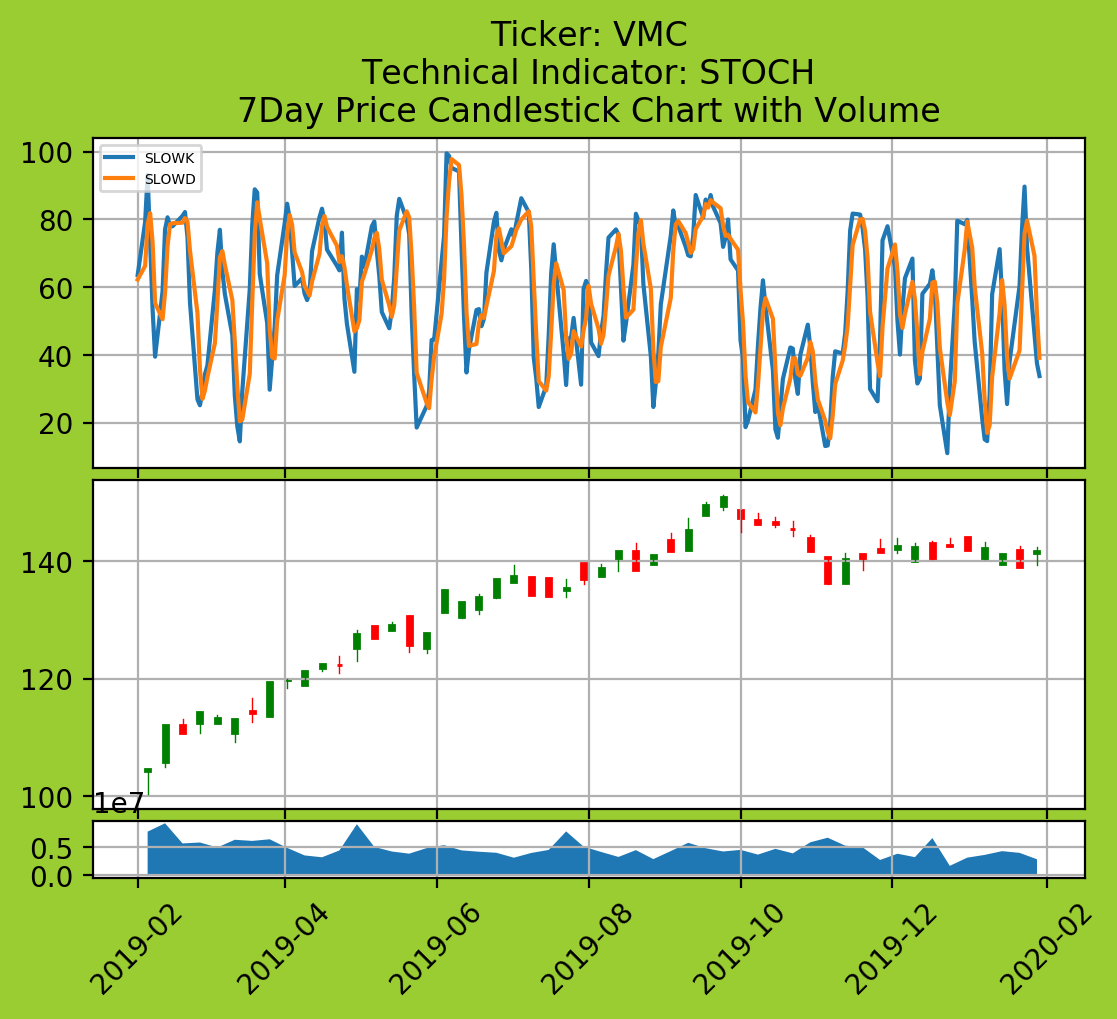 Ticker: VMC
Technical Indicator: STOCH
7Day Price Candlestick Chart with Volume
100
80
60
40
20
SLOWK
SLOWD
140
120
100
1e7
0.5
0.0
2019-02
2019-04
2019-06
2019-08
2019-10
2019-12
2020-02